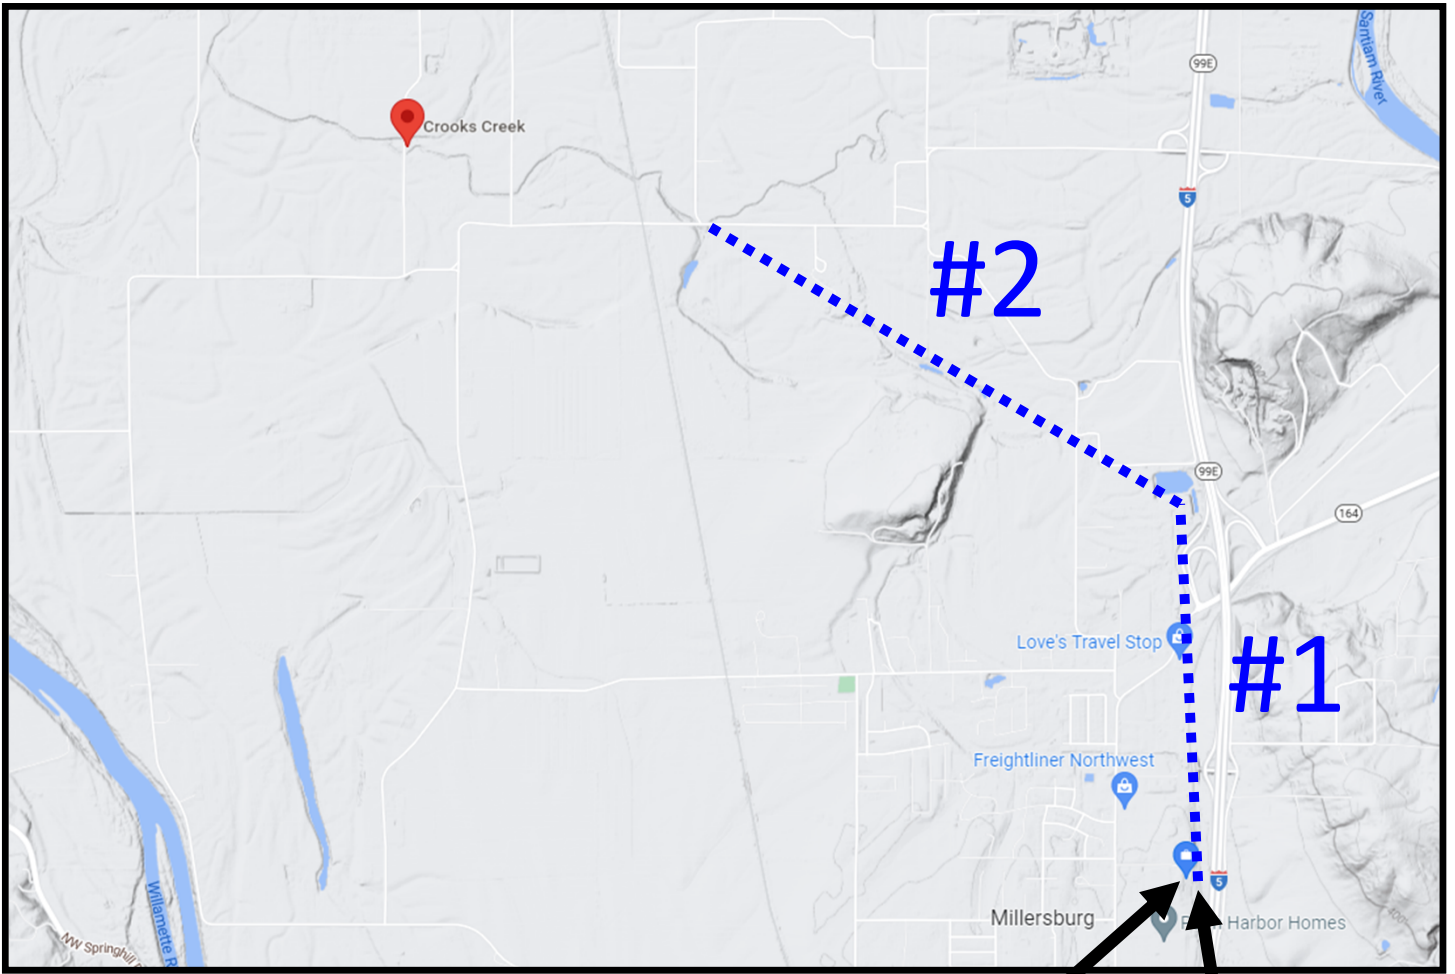 99E
Santiam River
Crooks Creek
5
#2
99E
164
Love's Travel Stop
#1
Freightliner Northwest
5
Millersburg
Harbor Homes
400
Willamette R
NW Springhill